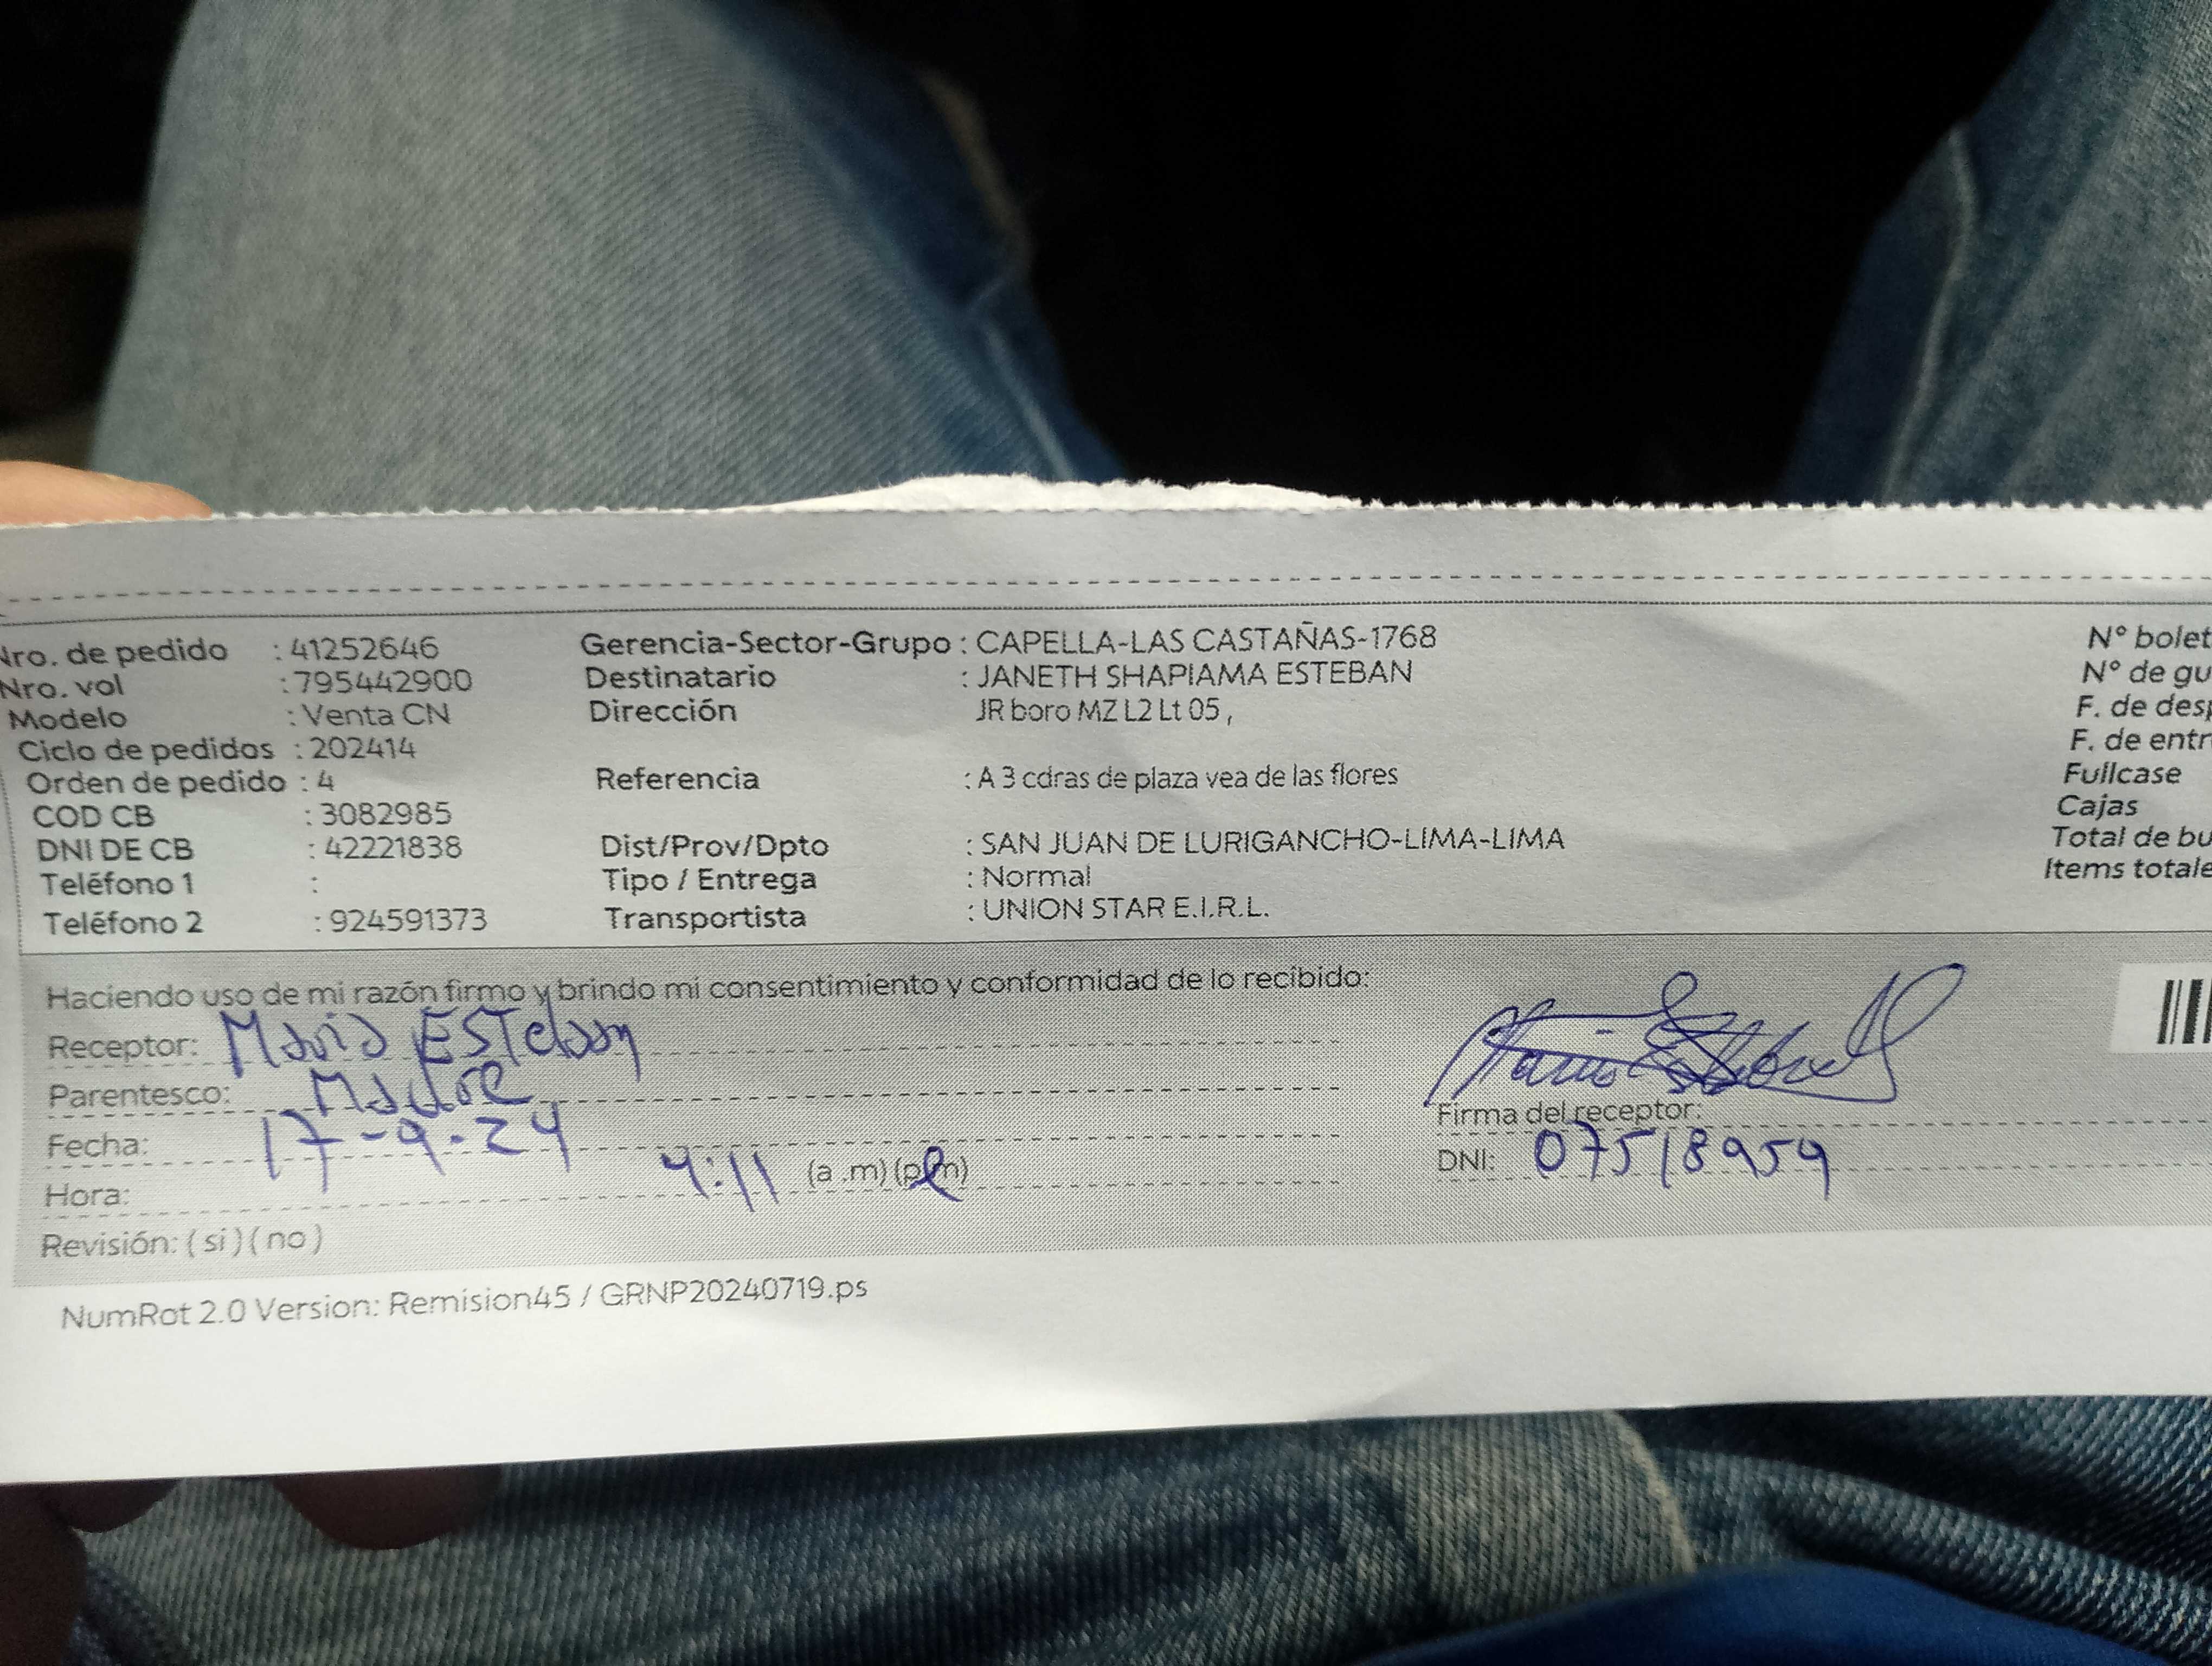 Nro. de pedido : 41252646 Gerencia-Sector-Grupo : CAPELLA-LAS CASTAÑAS-1768 N° bolet
Nro. vol : 795442900 Destinatario : JANETH SHAPIAMA ESTEBAN N° de gu
Modelo : Venta CN Dirección JR boro MZ L2 Lt 05 , F. de desp
Ciclo de pedidos : 202414 F. de entr
Orden de pedido : 4 Referencia : A 3 cdras de plaza vea de las flores Fullcase
COD CB : 3082985 Cajas
DNI DE CB : 42221838 Dist/Prov/Dpto : SAN JUAN DE LURIGANCHO-LIMA-LIMA Total de bu
Teléfono 1 : Tipo / Entrega : Normal Items totale
Teléfono 2 : 924591373 Transportista : UNION STAR E.I.R.L.
Haciendo uso de mi razón firmo y brindo mi consentimiento y conformidad de lo recibido:
Receptor: Maria ESTeban
Parentesco: Madre
Firma del receptor:
Fecha: 17-9-24
DNI: 07518959
Hora: 4:11 (a .m) (p.m)
Revisión: ( si ) ( no )
NumRot 2.0 Version: Remision45 / GRNP20240719.ps